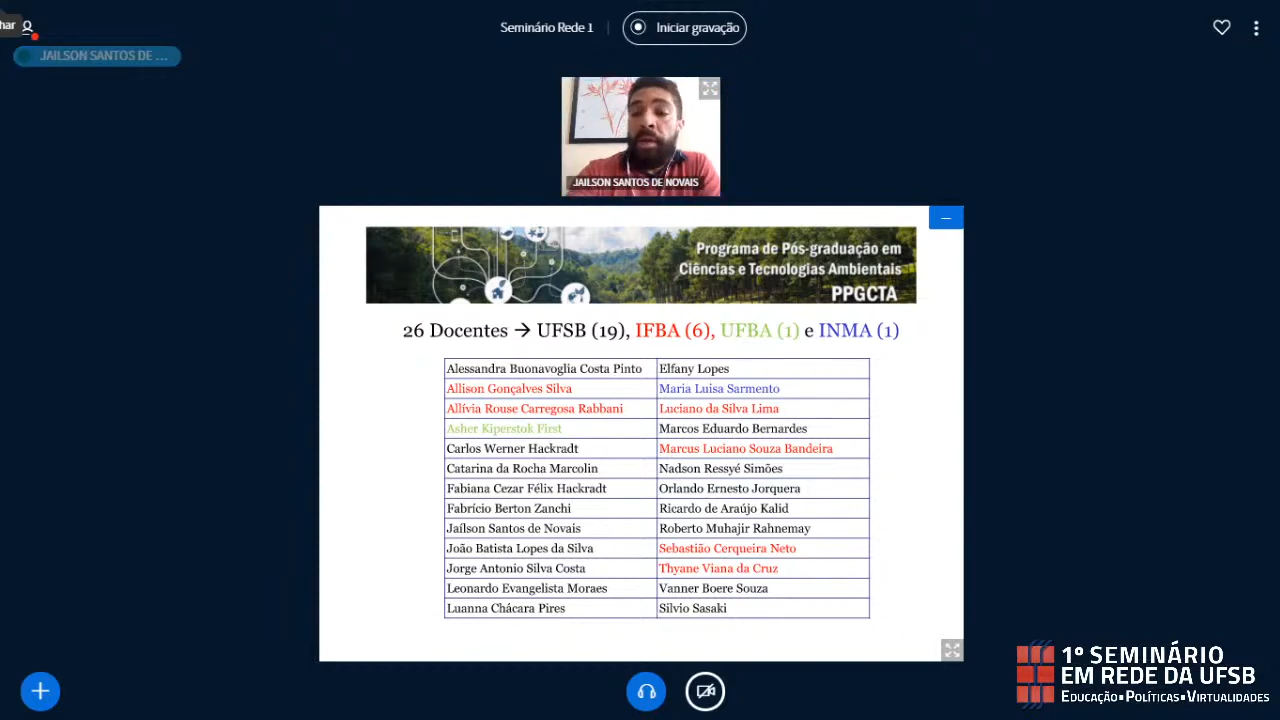 har
Seminário Rede 1
Iniciar gravação
JAILSON SANTOS DE ...
JAILSON SANTOS DE NOVAIS
Programa de Pós-graduação em
Ciências e Tecnologias Ambientais
PPGCTA
26 Docentes → UFSB (19), IFBA (6), UFBA (1) e INMA (1)
Alessandra Buonavoglia Costa Pinto Elfany Lopes
Allison Gonçalves Silva Maria Luisa Sarmento
Allívia Rouse Carregosa Rabbani Luciano da Silva Lima
Asher Kiperstok First Marcos Eduardo Bernardes
Carlos Werner Hackradt Marcus Luciano Souza Bandeira
Catarina da Rocha Marcolin Nadson Ressyé Simões
Fabiana Cezar Félix Hackradt Orlando Ernesto Jorquera
Fabrício Berton Zanchi Ricardo de Araújo Kalid
Jaílson Santos de Novais Roberto Muhajir Rahnemay
João Batista Lopes da Silva Sebastião Cerqueira Neto
Jorge Antonio Silva Costa Thyane Viana da Cruz
Leonardo Evangelista Moraes Vanner Boere Souza
Luanna Chácara Pires Silvio Sasaki
1º SEMINÁRIO
EM REDE DA UFSB
EDUCAÇÃO▪POLÍTICAS▪VIRTUALIDADES